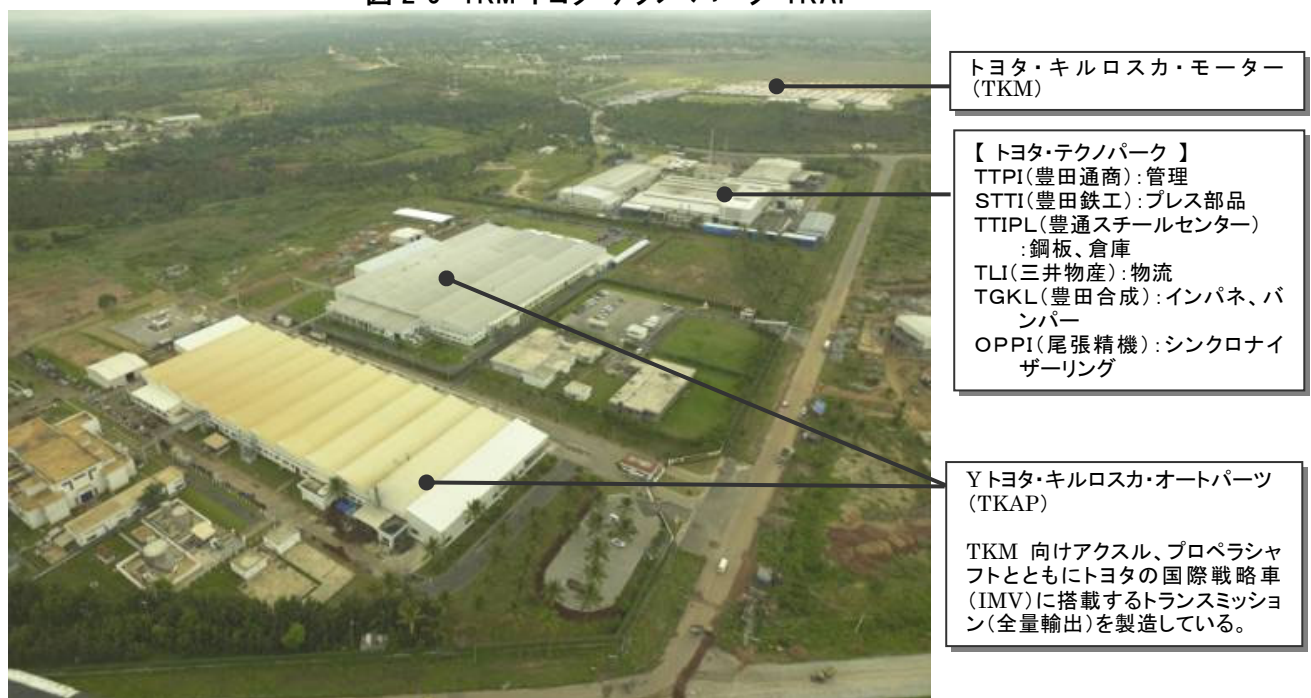 トヨタ・キルロスカ・モーター
(TKM)
【 トヨタ・テクノパーク 】
TTPI(豊田通商):管理
STTI(豊田鉄工):プレス部品
TTIPL(豊通スチールセンター)
:鋼板、倉庫
TLI(三井物産):物流
TGKL(豊田合成):インパネ、バ
ンパー
OPPI(尾張精機):シンクロナイ
ザーリング
Yトヨタ・キルロスカ・オートパーツ
(TKAP)
TKM 向けアクスル、プロペラシャ
フトとともにトヨタの国際戦略車
(IMV)に搭載するトランスミッショ
ン(全量輸出)を製造している。